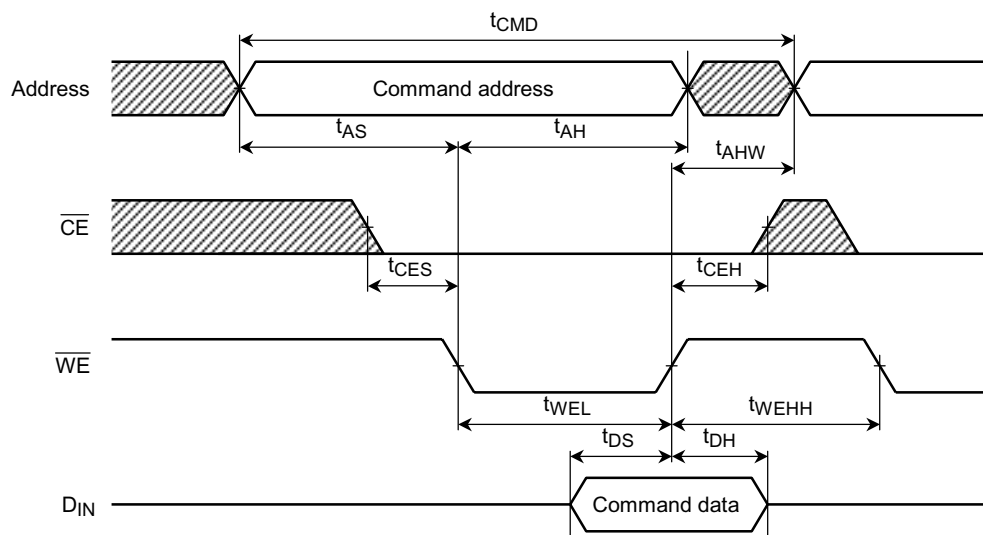 tCMD
Address
Command address
tAS
tAH
tAHW
CE
tCES
tCEH
WE
tWEL
tWEHH
tDS
tDH
DIN
Command data